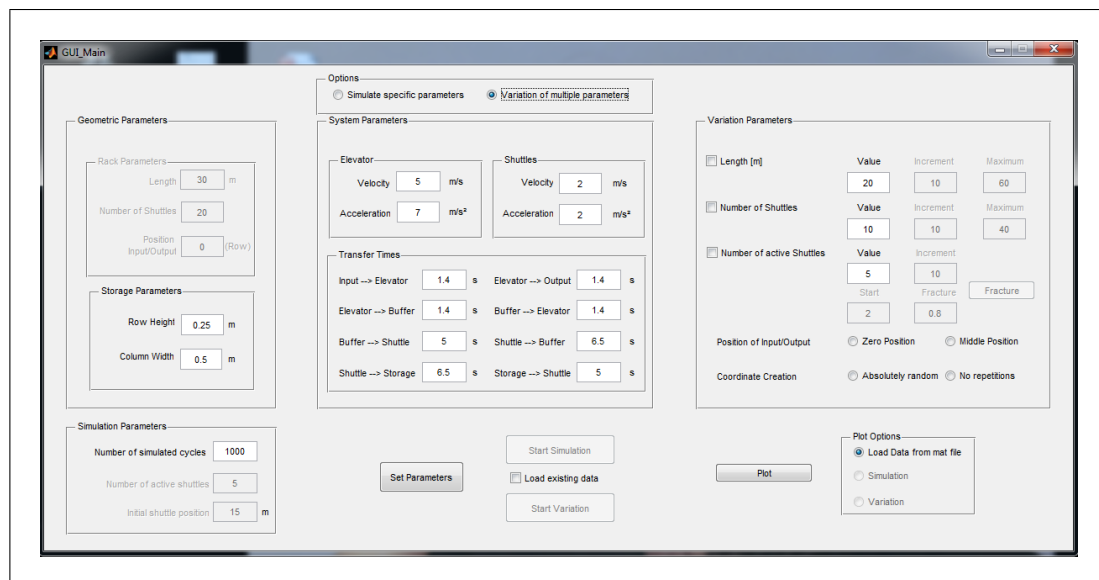 GUI_Main
Options
Simulate specific parameters
Variation of multiple parameters
Geometric Parameters
Rack Parameters
Length 30 m
Number of Shuttles 20
Position
Input/Output 0 (Row)
Storage Parameters
Row Height 0.25 m
Column Width 0.5 m
System Parameters
Elevator
Velocity 5 m/s
Acceleration 7 m/s²
Shuttles
Velocity 2 m/s
Acceleration 2 m/s²
Transfer Times
Input --> Elevator 1.4 s Elevator --> Output 1.4 s
Elevator --> Buffer 1.4 s Buffer --> Elevator 1.4 s
Buffer --> Shuttle 5 s Shuttle --> Buffer 6.5 s
Shuttle --> Storage 6.5 s Storage --> Shuttle 5 s
Variation Parameters
Length [m] Value Increment Maximum
20 10 60
Number of Shuttles Value Increment Maximum
10 10 40
Number of active Shuttles Value Increment
5 10
Start Fracture Fracture
2 0.8
Position of Input/Output Zero Position Middle Position
Coordinate Creation Absolutely random No repetitions
Simulation Parameters
Number of simulated cycles 1000
Number of active shuttles 5
Initial shuttle position 15 m
Set Parameters
Start Simulation
Load existing data
Start Variation
Plot
Plot Options
Load Data from mat file
Simulation
Variation